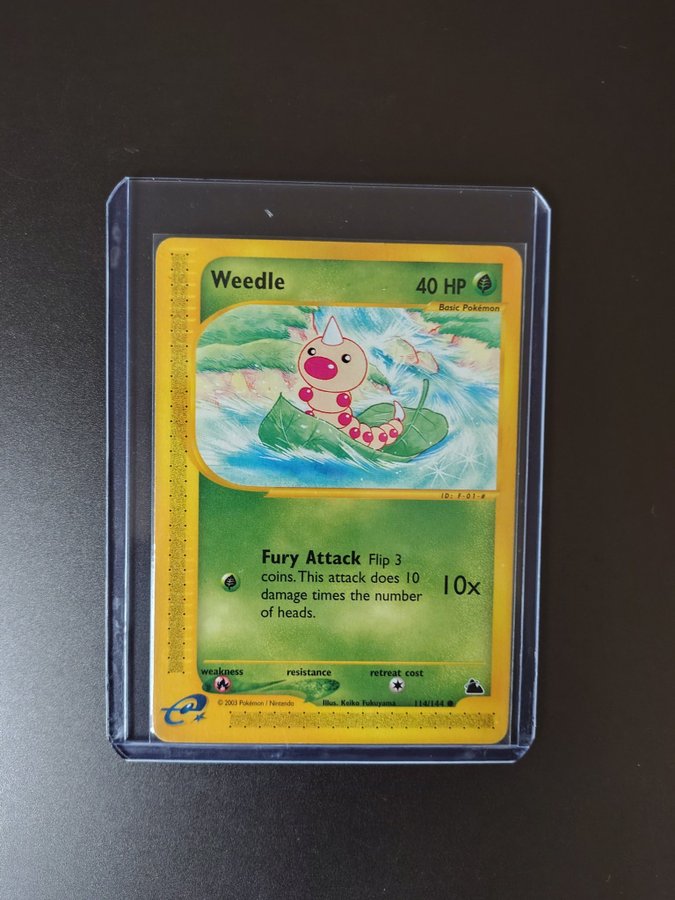 Weedle 40 HP
Basic Pokémon
ID: F-01-#
Fury Attack Flip 3
coins. This attack does 10
damage times the number
of heads.
10x
weakness resistance retreat cost
© 2003 Pokémon / Nintendo Illus. Keiko Fukuyama 114/144
e